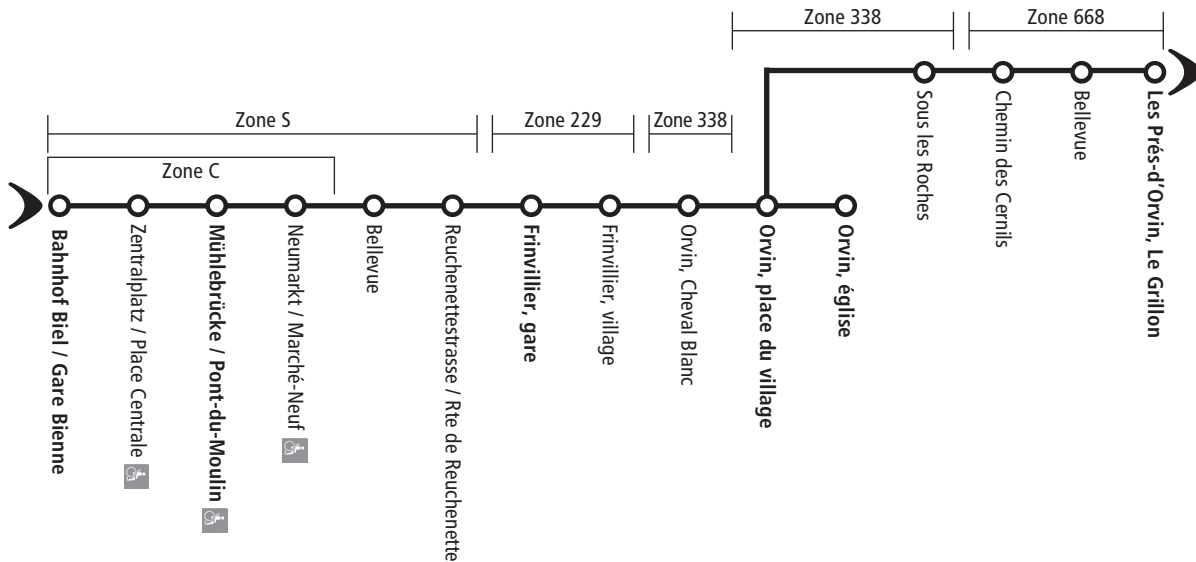 Zone 338
Zone 668
Sous les Roches
Chemin des Cernils
Bellevue
Les Prés-d'Orvin, Le Grillon
Zone S
Zone 229
Zone 338
Zone C
Bahnhof Biel / Gare Bienne
Zentralplatz / Place Centrale
Mühlebrücke / Pont-du-Moulin
Neumarkt / Marché-Neuf
Bellevue
Reuchenettestrasse / Rte de Reuchenette
Frinvillier, gare
Frinvillier, village
Orvin, Cheval Blanc
Orvin, place du village
Orvin, église